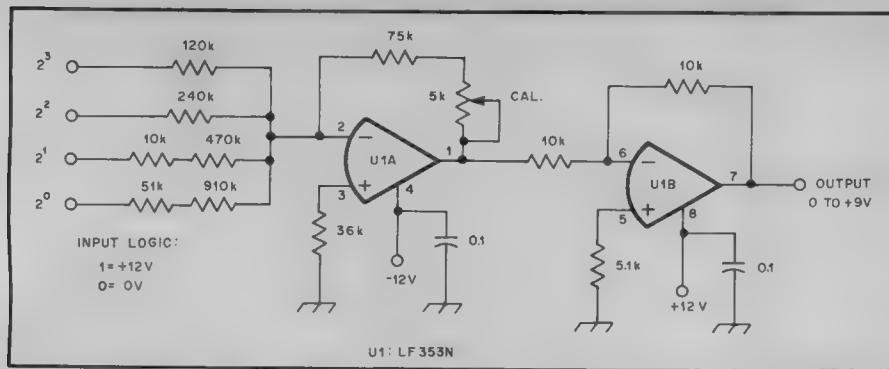 120k
75k
10k
2³
240k
5k
CAL.
2²
10k
470k
2
−
U1A
1
10k
6
−
U1B
7
OUTPUT
0 TO +9V
2¹
51k
910k
3
+
4
5
+
8
2⁰
36k
0.1
5.1k
0.1
INPUT LOGIC:
1 = +12V
0 = 0V
-12V
+12V
U1: LF353N